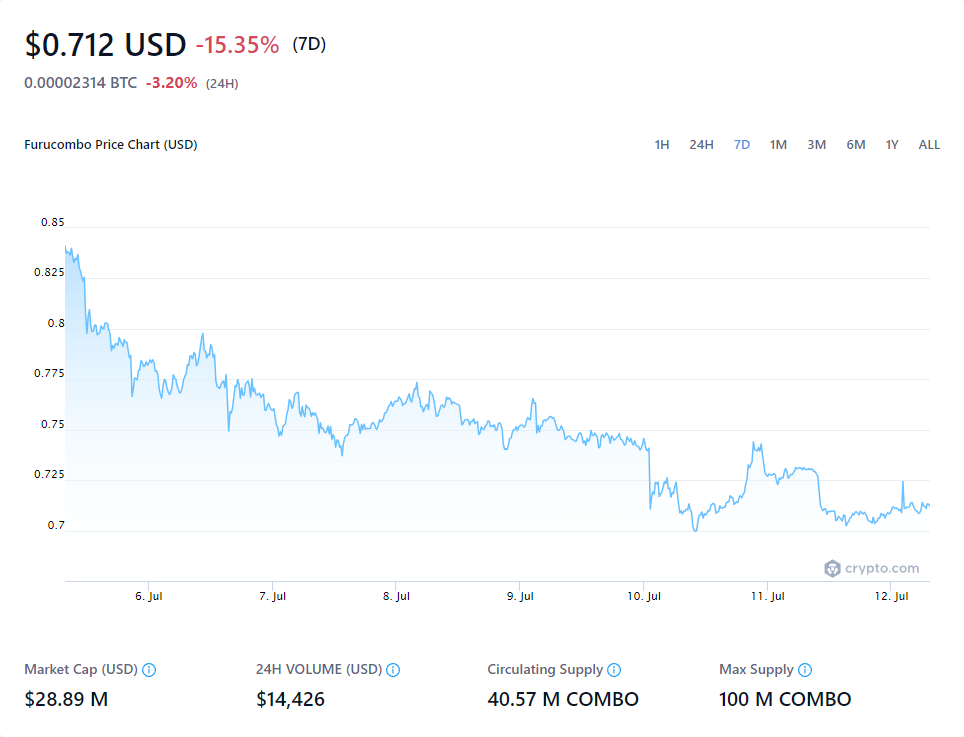 $0.712 USD -15.35% (7D)
0.00002314 BTC -3.20% (24H)
Furucombo Price Chart (USD) 1H 24H 7D 1M 3M 6M 1Y ALL
0.85
0.825
0.8
0.775
0.75
0.725
0.7
crypto.com
6. Jul 7. Jul 8. Jul 9. Jul 10. Jul 11. Jul 12. Jul
Market Cap (USD) 24H VOLUME (USD) Circulating Supply Max Supply
$28.89 M $14,426 40.57 M COMBO 100 M COMBO